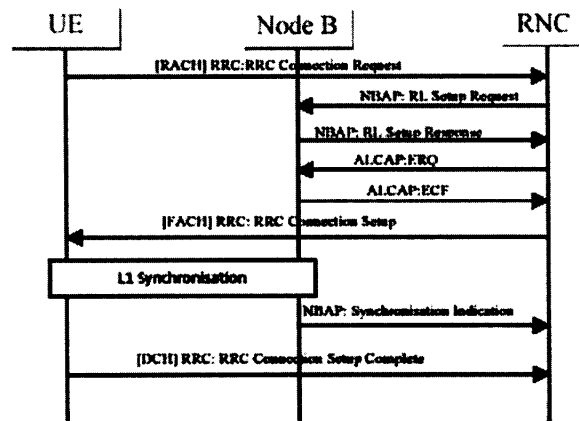 UE Node B RNC
[RACH] RRC:RRC Connection Request
NBAP: RL Setup Request
NBAP: RL Setup Response
ALCAP:ERQ
ALCAP:ECF
[FACH] RRC: RRC Connection Setup
L1 Synchronisation
NBAP: Synchronisation Indication
[DCH] RRC: RRC Connection Setup Complete